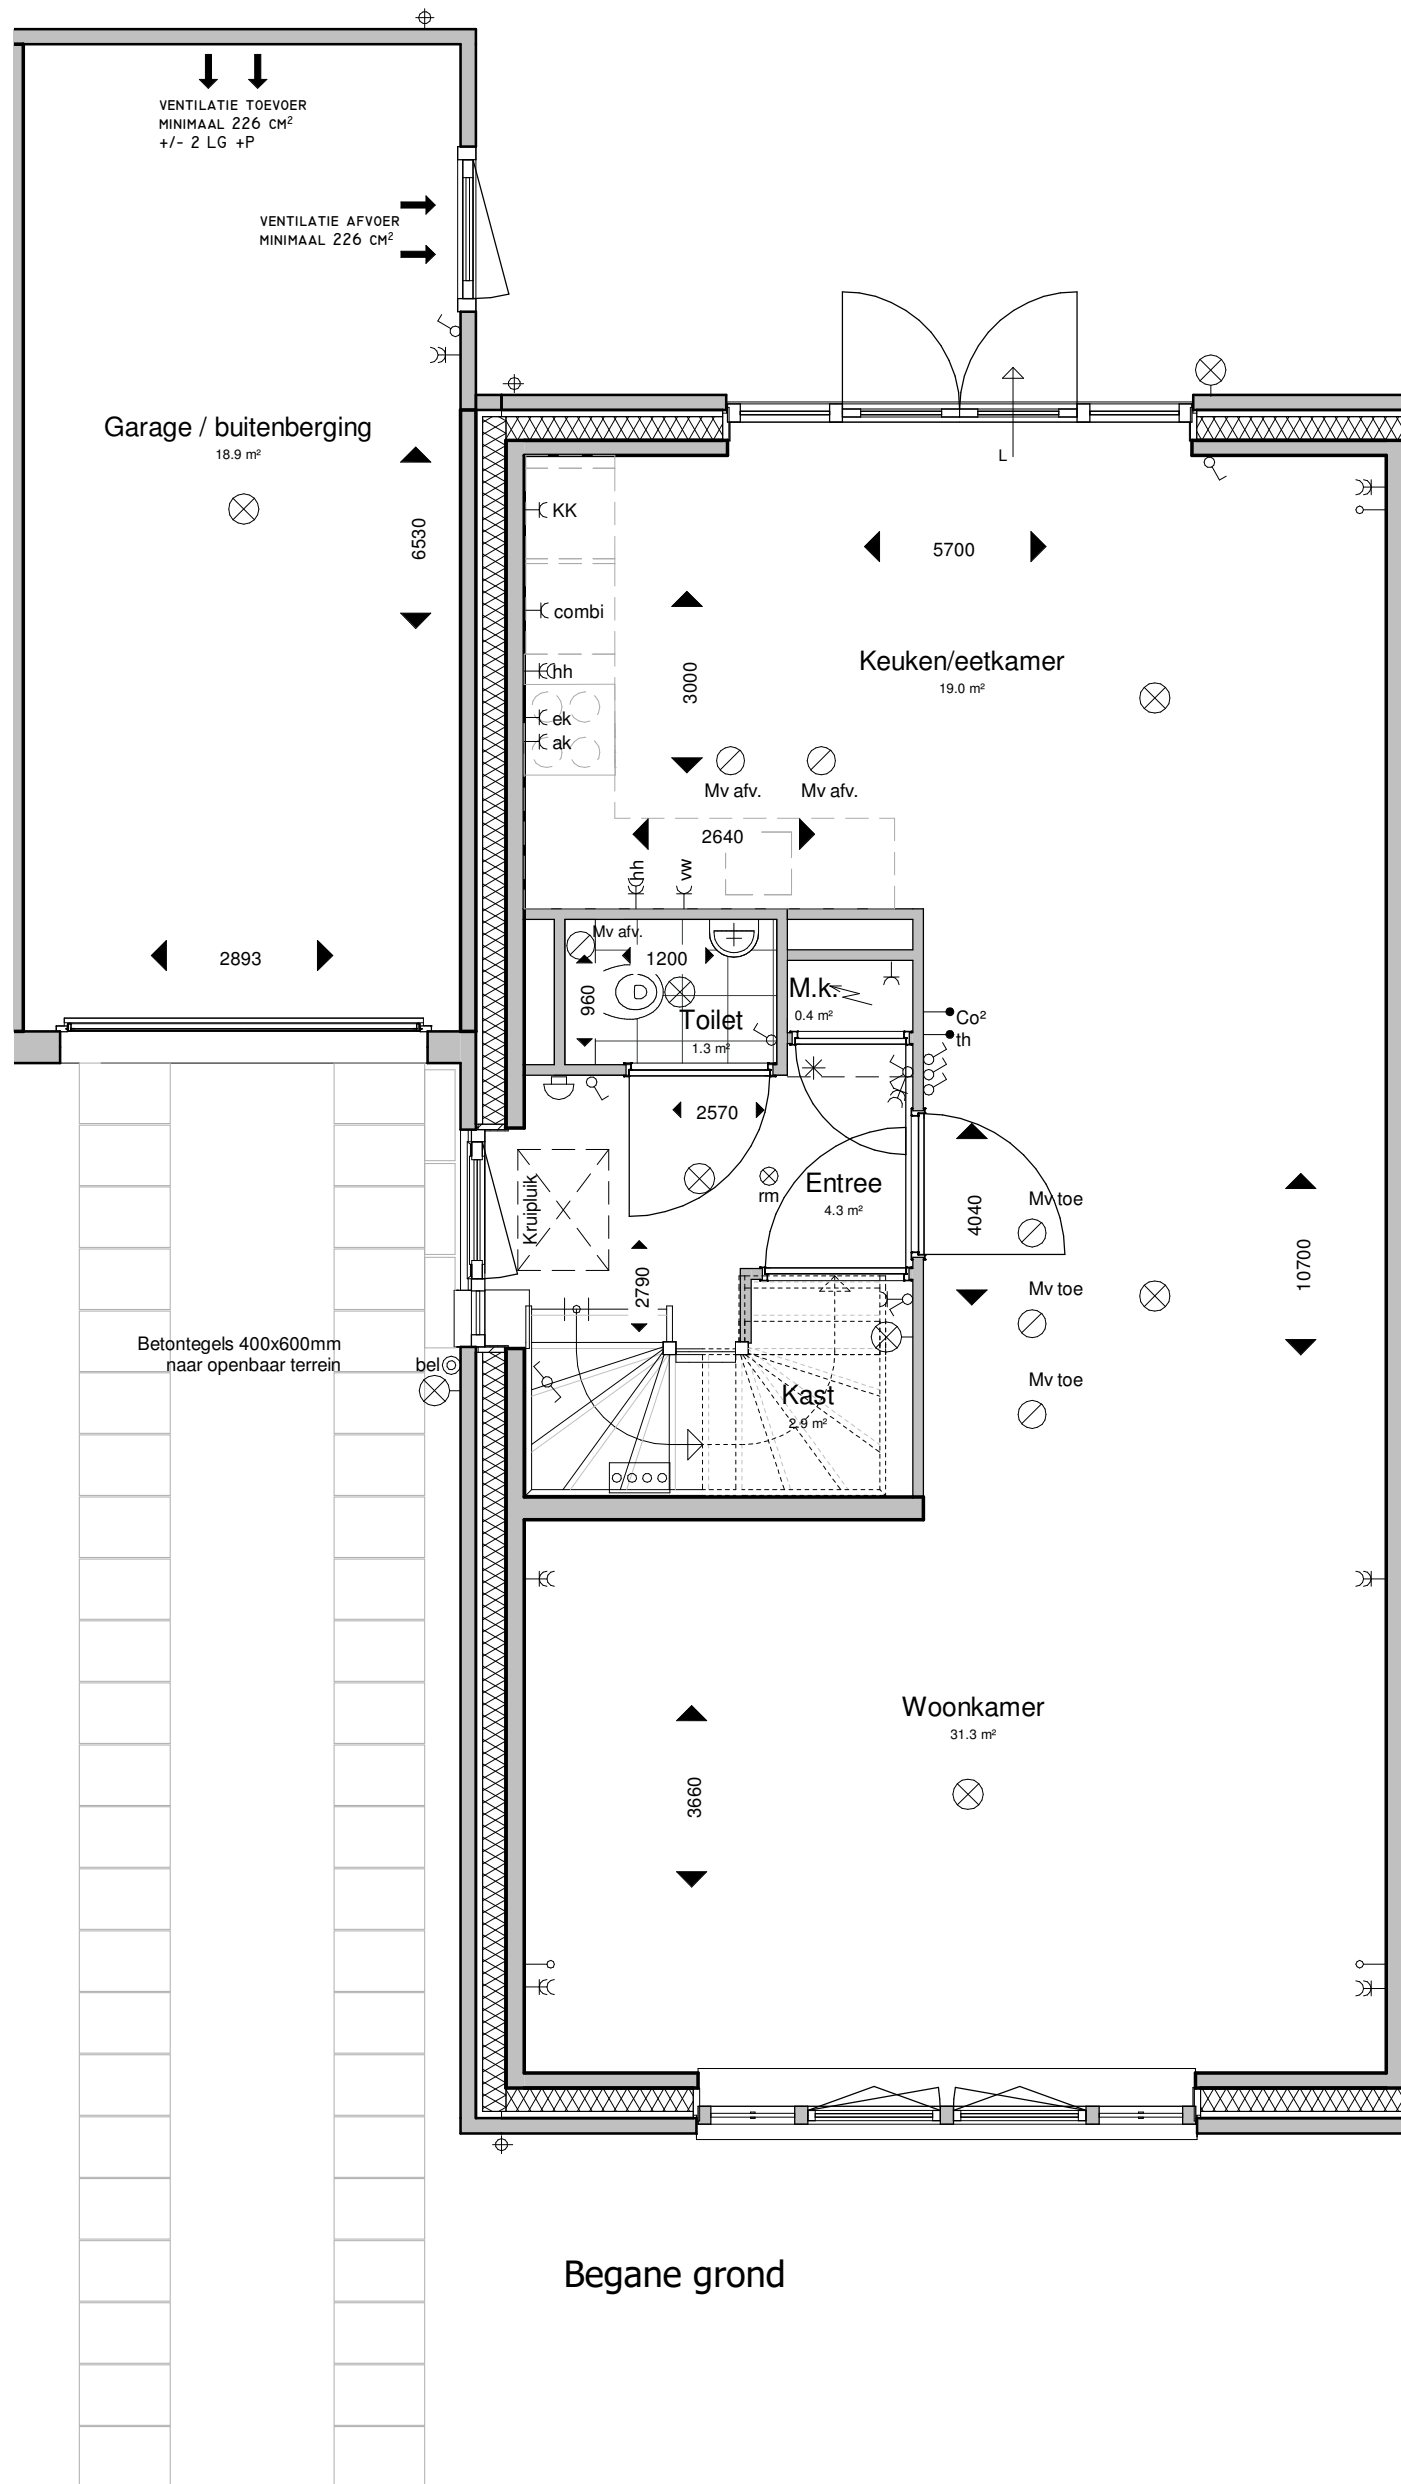 VENTILATIE TOEVOER
MINIMAAL 226 CM²
+/- 2 LG +P
VENTILATIE AFVOER
MINIMAAL 226 CM²
Garage / buitenberging
18.9 m²
6530
2893
L
KK
combi
hh
ek
ak
5700
3000
Keuken/eetkamer
19.0 m²
Mv afv.
Mv afv.
2640
hh
vw
Mv afv.
1200
960
Toilet
1.3 m²
M.k.
0.4 m²
Co²
th
2570
Kruipluik
rm
Entree
4.3 m²
4040
Mv toe
Mv toe
Mv toe
10700
2790
Betontegels 400x600mm
naar openbaar terrein
bel
Kast
2.9 m²
Woonkamer
31.3 m²
3660
Begane grond